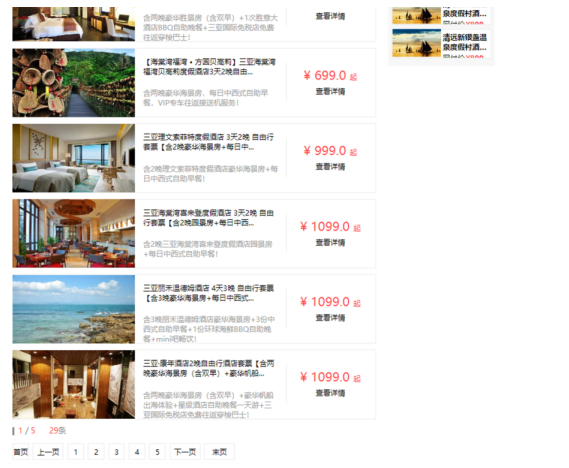 含两晚豪华海景房（含双早）+1次胜意大
酒店BBQ自助晚餐+三亚国际免税店免费
往返穿梭巴士！
查看详情
【海棠湾福湾·方圆贝蒡莉】三亚海棠湾
福湾贝蒡莉度假酒店3天2晚自由...
含两晚豪华海景房、每日中西式自助早
餐、VIP专车往返接送机服务！
¥ 699.0 起
查看详情
三亚理文索菲特度假酒店 3天2晚 自由行
套票【含2晚豪华海景房+每日中...
含2晚理文索菲特度假酒店豪华海景房+每
日中西式自助早餐！
¥ 999.0 起
查看详情
三亚海棠湾喜来登度假酒店 3天2晚 自由
行套票【含2晚园景房+每日中西...
含2晚三亚海棠湾喜来登度假酒店园景房
+每日中西式自助早餐！
¥ 1099.0 起
查看详情
三亚丽禾温德姆酒店 4天3晚 自由行套票
【含3晚豪华海景房+每日中西式...
含3晚丽禾温德姆酒店豪华海景房+3份中
西式自助早餐+1份环球海鲜BBQ自助晚
餐+mini吧畅饮！
¥ 1099.0 起
查看详情
三亚·康年酒店2晚自由行酒店套票【含两
晚豪华海景房（含双早）+豪华帆船...
含两晚豪华海景房（含双早）+豪华帆船
出海体验+星级酒店自助晚餐一天游+三
亚国际免税店免费往返穿梭巴士！
¥ 1099.0 起
查看详情
1 / 5 29条
首页 上一页 1 2 3 4 5 下一页 末页
泉度假村酒...
清远新银盏温
泉度假村酒...